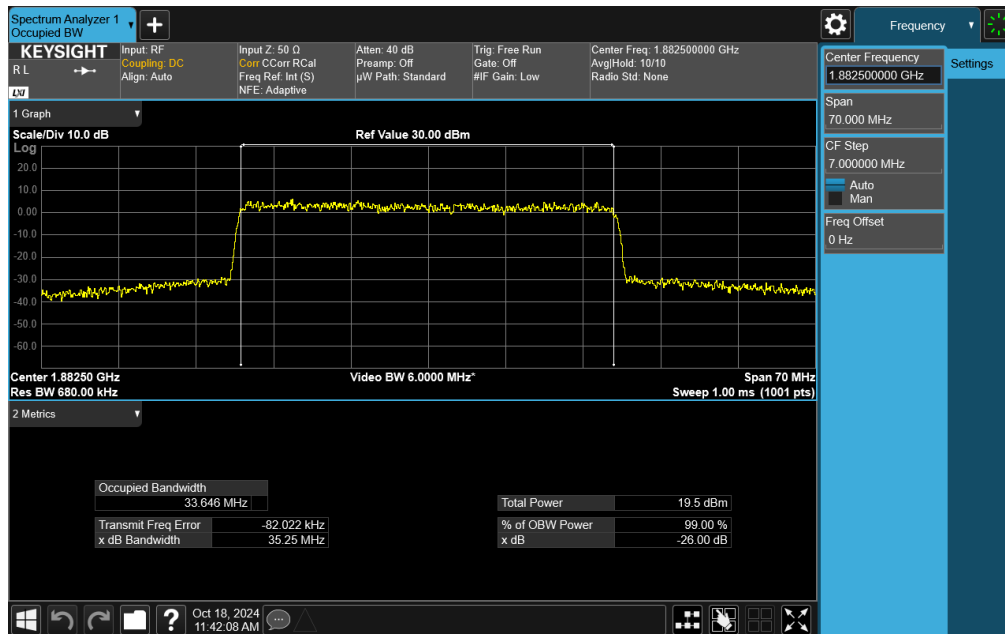 Spectrum Analyzer 1
Occupied BW
Frequency
KEYSIGHT
R L
LXI
Input: RF
Coupling: DC
Align: Auto
Input Z: 50 Ω
Corr CCorr RCal
Freq Ref: Int (S)
NFE: Adaptive
Atten: 40 dB
Preamp: Off
µW Path: Standard
Trig: Free Run
Gate: Off
#IF Gain: Low
Center Freq: 1.882500000 GHz
Avg|Hold: 10/10
Radio Std: None
Center Frequency
1.882500000 GHz
Settings
Span
70.000 MHz
CF Step
7.000000 MHz
Auto
Man
Freq Offset
0 Hz
1 Graph
Scale/Div 10.0 dB
Ref Value 30.00 dBm
Log
20.0
10.0
0.00
-10.0
-20.0
-30.0
-40.0
-50.0
-60.0
Center 1.88250 GHz
Video BW 6.0000 MHz*
Span 70 MHz
Res BW 680.00 kHz
Sweep 1.00 ms (1001 pts)
2 Metrics
Occupied Bandwidth
33.646 MHz
Total Power 19.5 dBm
Transmit Freq Error -82.022 kHz
% of OBW Power 99.00 %
x dB Bandwidth 35.25 MHz
x dB -26.00 dB
Oct 18, 2024
11:42:08 AM